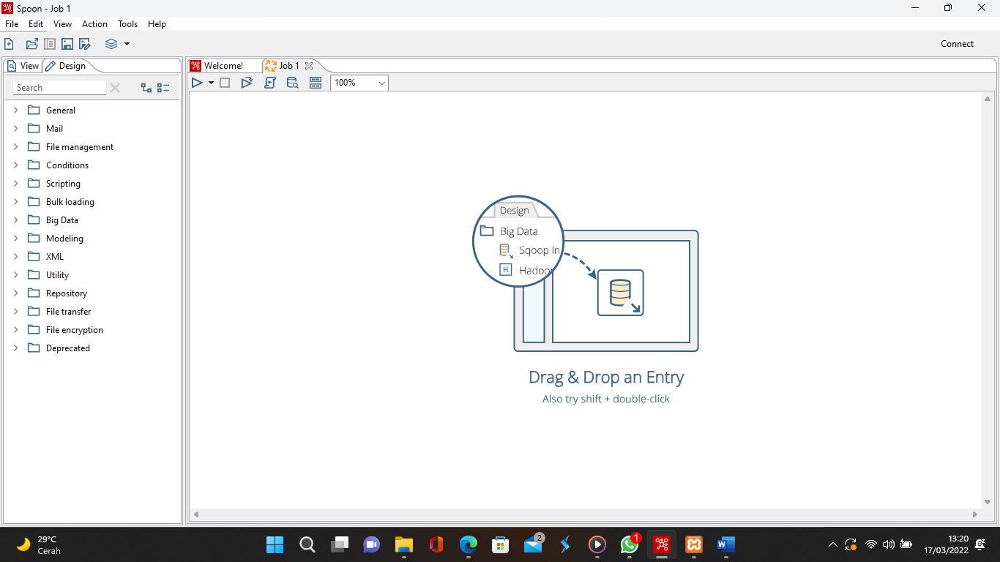 Spoon - Job 1
File Edit View Action Tools Help
Connect
View Design
Welcome! Job 1
Search
100%
General
Mail
File management
Conditions
Scripting
Bulk loading
Big Data
Modeling
XML
Utility
Repository
File transfer
File encryption
Deprecated
Design
Big Data
Sqoop In
H Hadoo
Drag & Drop an Entry
Also try shift + double-click
29°C
Cerah
2
1
W
13:20
17/03/2022